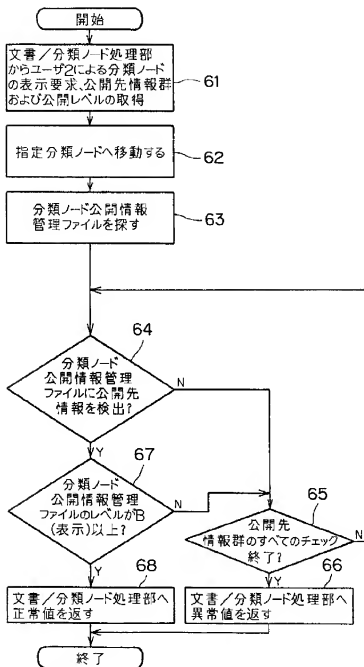 開始
文書/分類ノード処理部
からユーザ2による分類ノード
の表示要求、公開先情報群
および公開レベルの取得
61
指定分類ノードへ移動する
62
分類ノード公開情報
管理ファイルを探す
63
64
分類ノード
公開情報管理
ファイルに公開先
情報を検出?
N
Y
67
分類ノード
公開情報管理
ファイルのレベルがB
(表示)以上?
N
65
公開先
情報群のすべてのチェック
終了?
N
Y
68
Y
66
文書/分類ノード処理部へ
正常値を返す
文書/分類ノード処理部へ
異常値を返す
終了